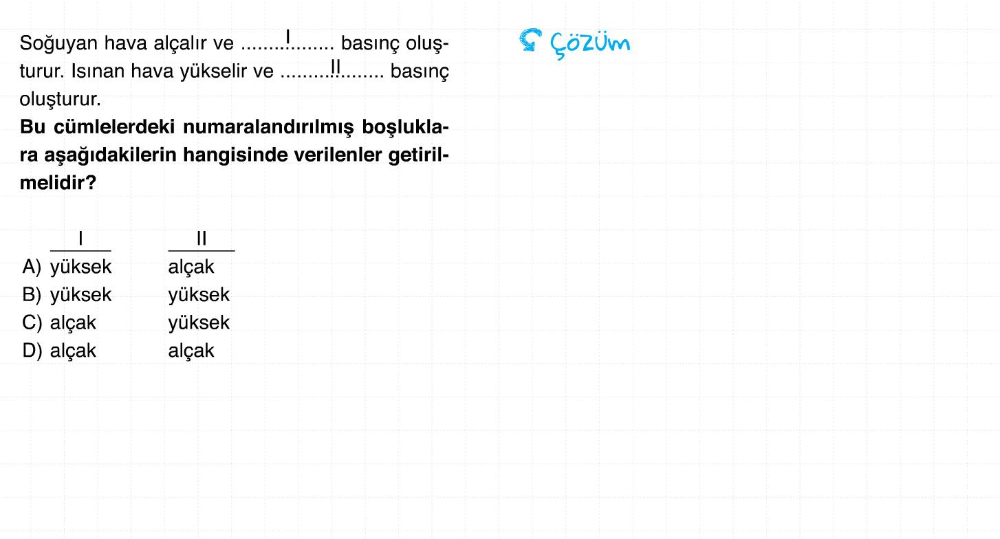 Soğuyan hava alçalır ve ........I........ basınç oluş-
turur. Isınan hava yükselir ve .........II......... basınç
oluşturur.
Bu cümlelerdeki numaralandırılmış boşlukla-
ra aşağıdakilerin hangisinde verilenler getiril-
melidir?
I II
A) yüksek alçak
B) yüksek yüksek
C) alçak yüksek
D) alçak alçak
Çözüm